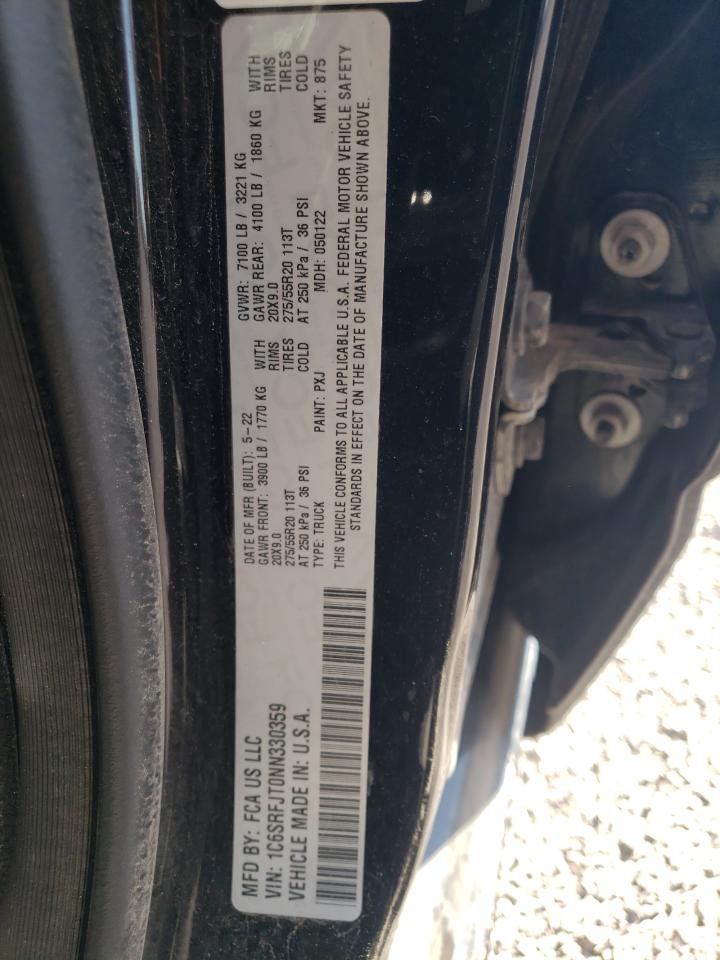 MFD BY: FCA US LLC
VIN: 1C6SRFJT0NN330359
VEHICLE MADE IN: U.S.A.
DATE OF MFR (BUILT): 5-22 GVWR: 7100 LB / 3221 KG
GAWR FRONT: 3900 LB / 1770 KG WITH GAWR REAR: 4100 LB / 1860 KG WITH
20X9.0 RIMS 20X9.0 RIMS
275/55R20 113T TIRES 275/55R20 113T TIRES
AT 250 kPa / 36 PSI COLD AT 250 kPa / 36 PSI COLD
TYPE: TRUCK PAINT: PXJ MDH: 050122 MKT: 875
THIS VEHICLE CONFORMS TO ALL APPLICABLE U.S.A. FEDERAL MOTOR VEHICLE SAFETY
STANDARDS IN EFFECT ON THE DATE OF MANUFACTURE SHOWN ABOVE.